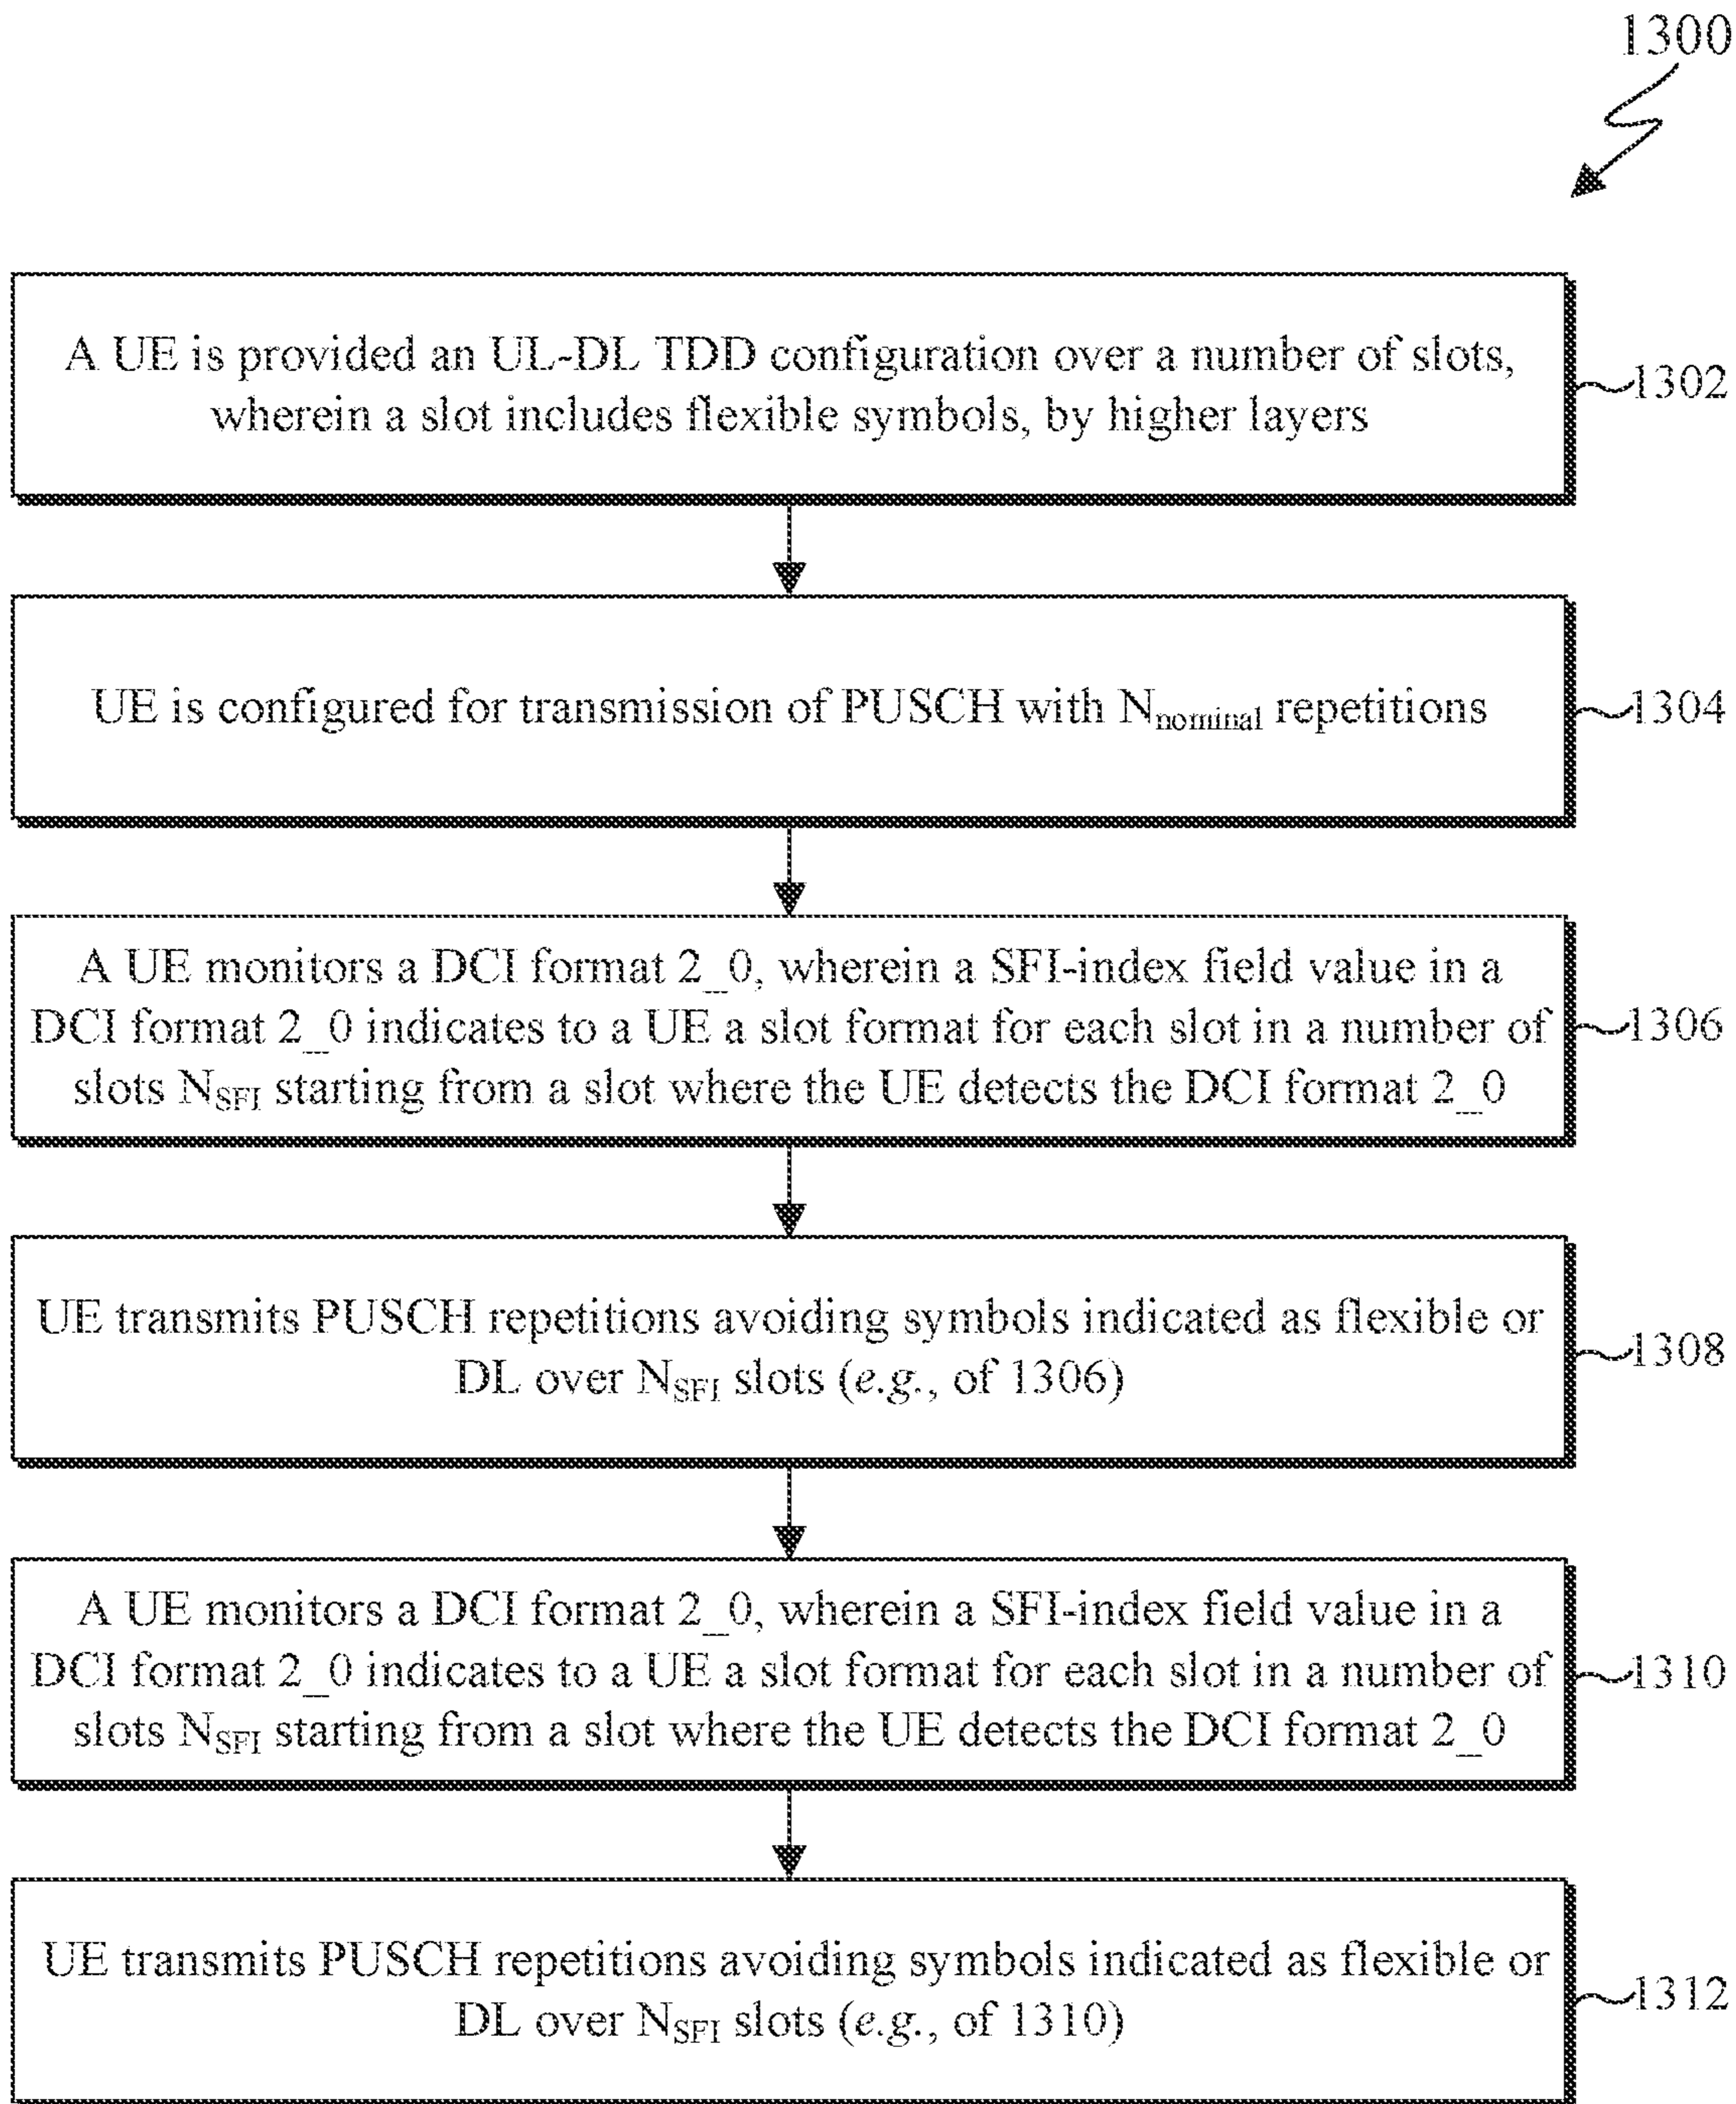 1300
A UE is provided an UL-DL TDD configuration over a number of slots,
wherein a slot includes flexible symbols, by higher layers
1302
UE is configured for transmission of PUSCH with Nnominal repetitions
1304
A UE monitors a DCI format 2_0, wherein a SFI-index field value in a
DCI format 2_0 indicates to a UE a slot format for each slot in a number of
slots NSFI starting from a slot where the UE detects the DCI format 2_0
1306
UE transmits PUSCH repetitions avoiding symbols indicated as flexible or
DL over NSFI slots (e.g., of 1306)
1308
A UE monitors a DCI format 2_0, wherein a SFI-index field value in a
DCI format 2_0 indicates to a UE a slot format for each slot in a number of
slots NSFI starting from a slot where the UE detects the DCI format 2_0
1310
UE transmits PUSCH repetitions avoiding symbols indicated as flexible or
DL over NSFI slots (e.g., of 1310)
1312